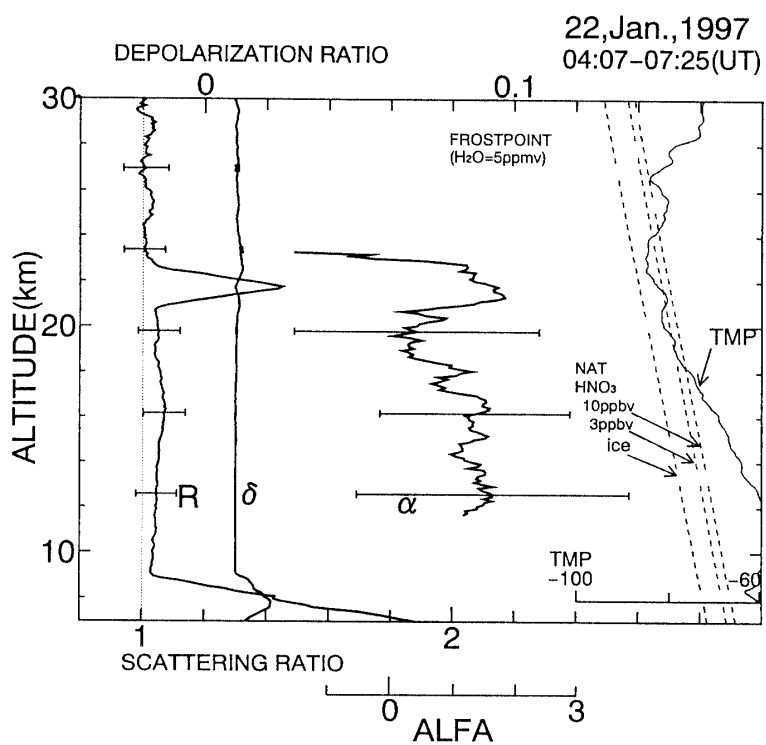 22,Jan.,1997
04:07−07:25(UT)
DEPOLARIZATION RATIO
0 0.1
30
FROSTPOINT
(H₂O=5ppmv)
ALTITUDE(km)
20
TMP
NAT
HNO₃
10ppbv
3ppbv
ice
R δ α
10
TMP
−100 −60
1 2
SCATTERING RATIO
0 3
ALFA